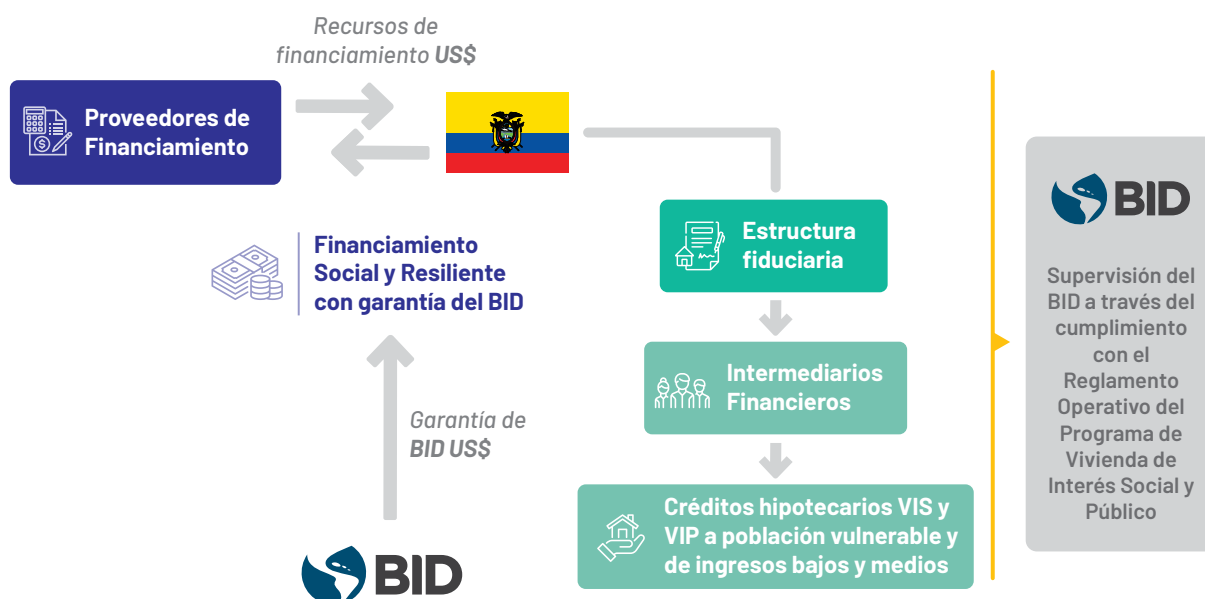 Recursos de
financiamiento US$
Proveedores de
Financiamiento
Financiamiento
Social y Resiliente
con garantía del BID
Garantía de
BID US$
BID
Estructura
fiduciaria
Intermediarios
Financieros
Créditos hipotecarios VIS y
VIP a población vulnerable y
de ingresos bajos y medios
BID
Supervisión del
BID a través del
cumplimiento
con el
Reglamento
Operativo del
Programa de
Vivienda de
Interés Social y
Público